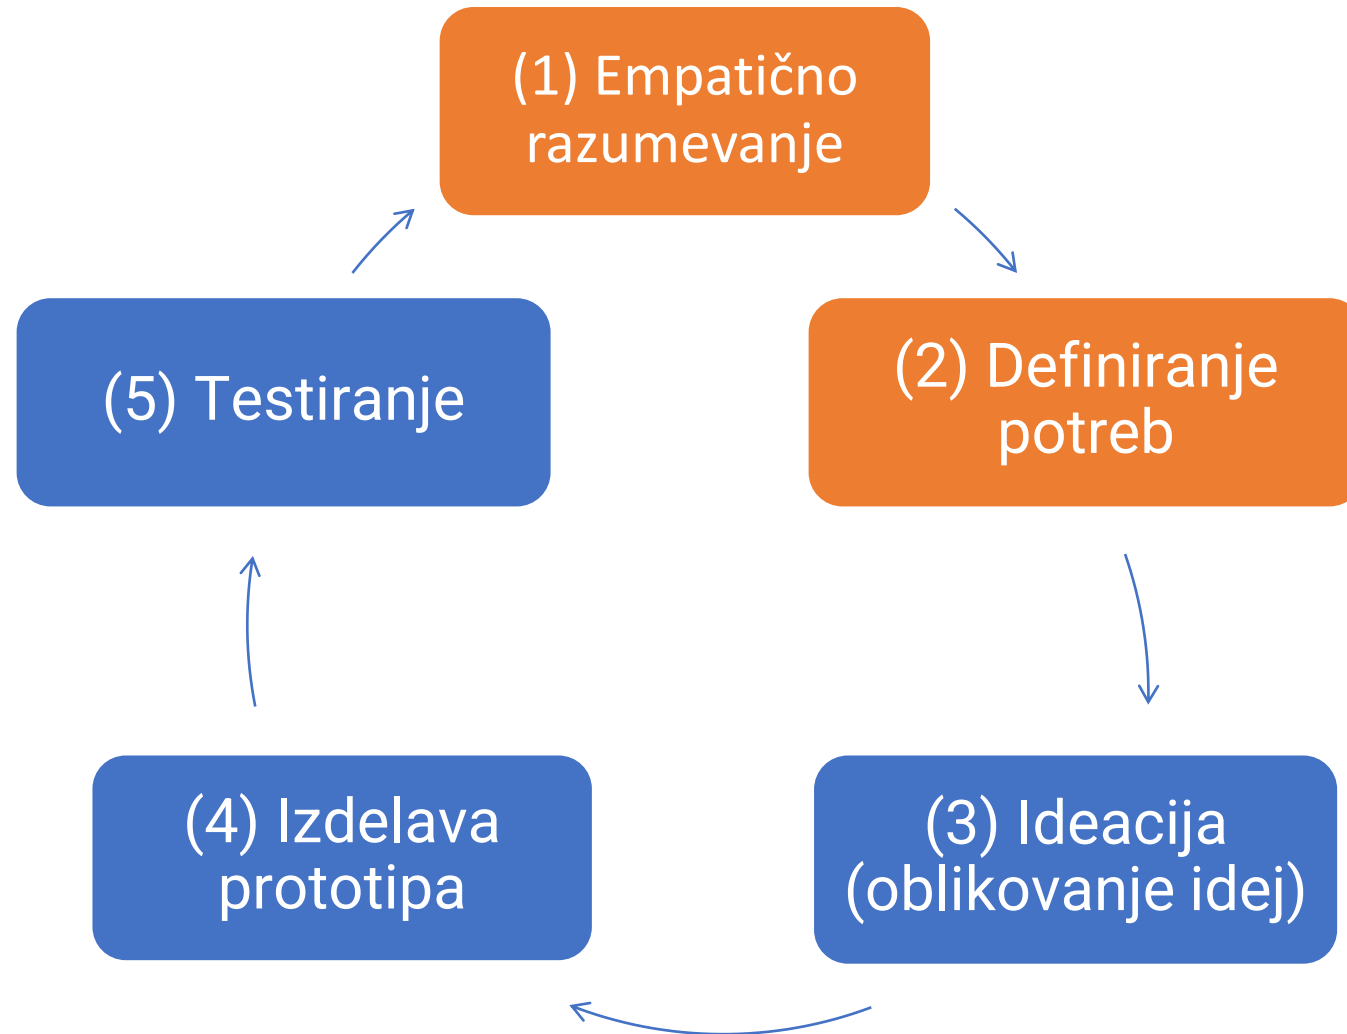 (1) Empatično
razumevanje
(2) Definiranje
potreb
(3) Ideacija
(oblikovanje idej)
(4) Izdelava
prototipa
(5) Testiranje